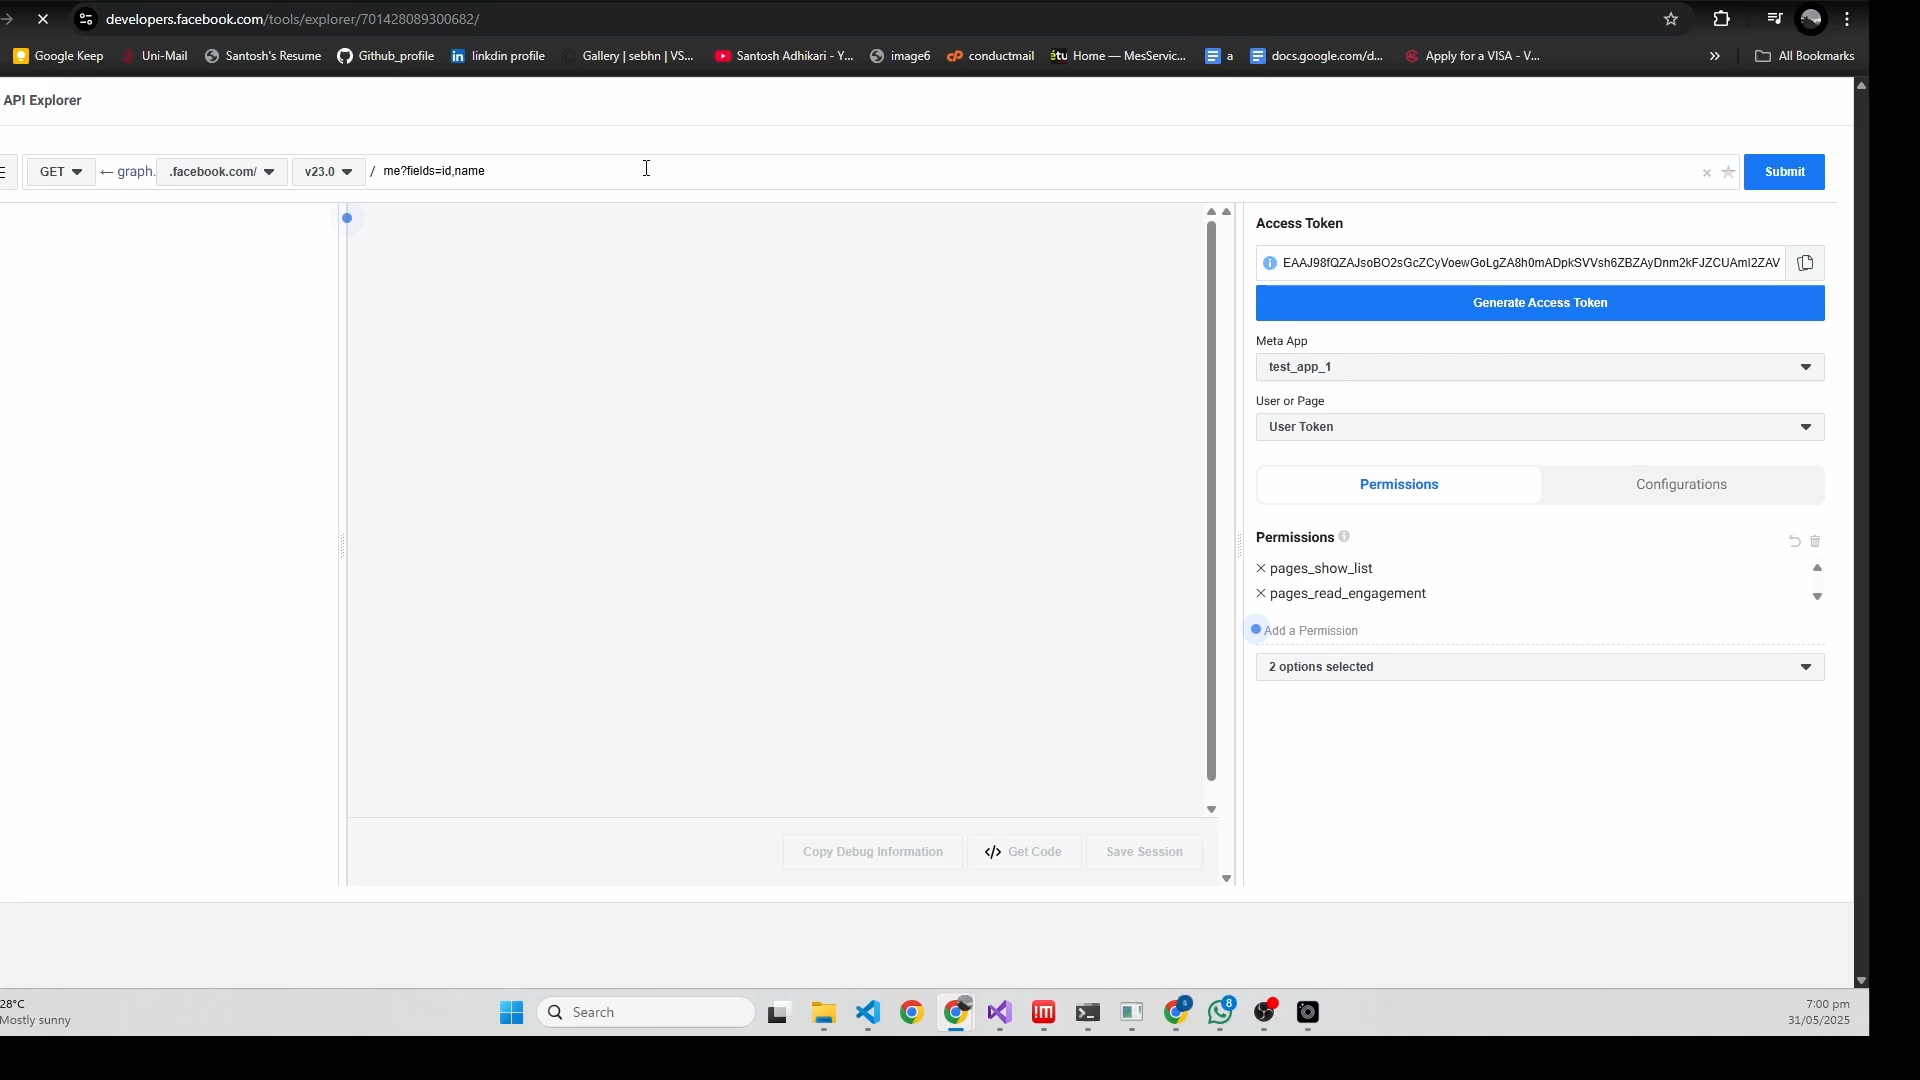 developers.facebook.com/tools/explorer/701428089300682/
Google Keep
Uni-Mail
Santosh's Resume
Github_profile
linkdin profile
Gallery | sebhn | VS...
Santosh Adhikari - Y...
image6
conductmail
étu Home — MesServic...
a
docs.google.com/d...
Apply for a VISA - V...
»
All Bookmarks
API Explorer
GET
graph.
.facebook.com/
v23.0
/ me?fields=id,name
Submit
Access Token
EAAJ98fQZAJsoBO2sGcZCyVoewGoLgZA8h0mADpkSVVsh6ZBZAyDnm2kFJZCUAmI2ZAV
Generate Access Token
Meta App
test_app_1
User or Page
User Token
Permissions
Configurations
Permissions
pages_show_list
pages_read_engagement
Add a Permission
2 options selected
Copy Debug Information
</> Get Code
Save Session
28°C
Mostly sunny
Search
8
7:00 pm
31/05/2025